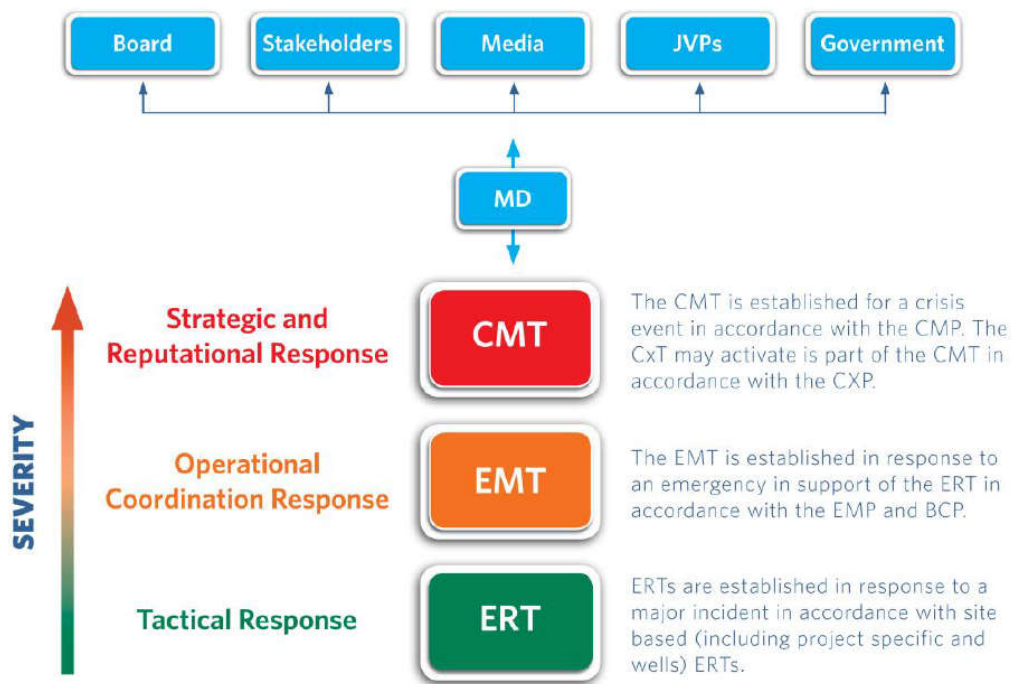 Board
Stakeholders
Media
JVPs
Government
MD
SEVERITY
Strategic and
Reputational Response
CMT
The CMT is established for a crisis
event in accordance with the CMP. The
CxT may activate is part of the CMT in
accordance with the CXP.
Operational
Coordination Response
EMT
The EMT is established in response to
an emergency in support of the ERT in
accordance with the EMP and BCP.
Tactical Response
ERT
ERTs are established in response to a
major incident in accordance with site
based (including project specific and
wells) ERTs.